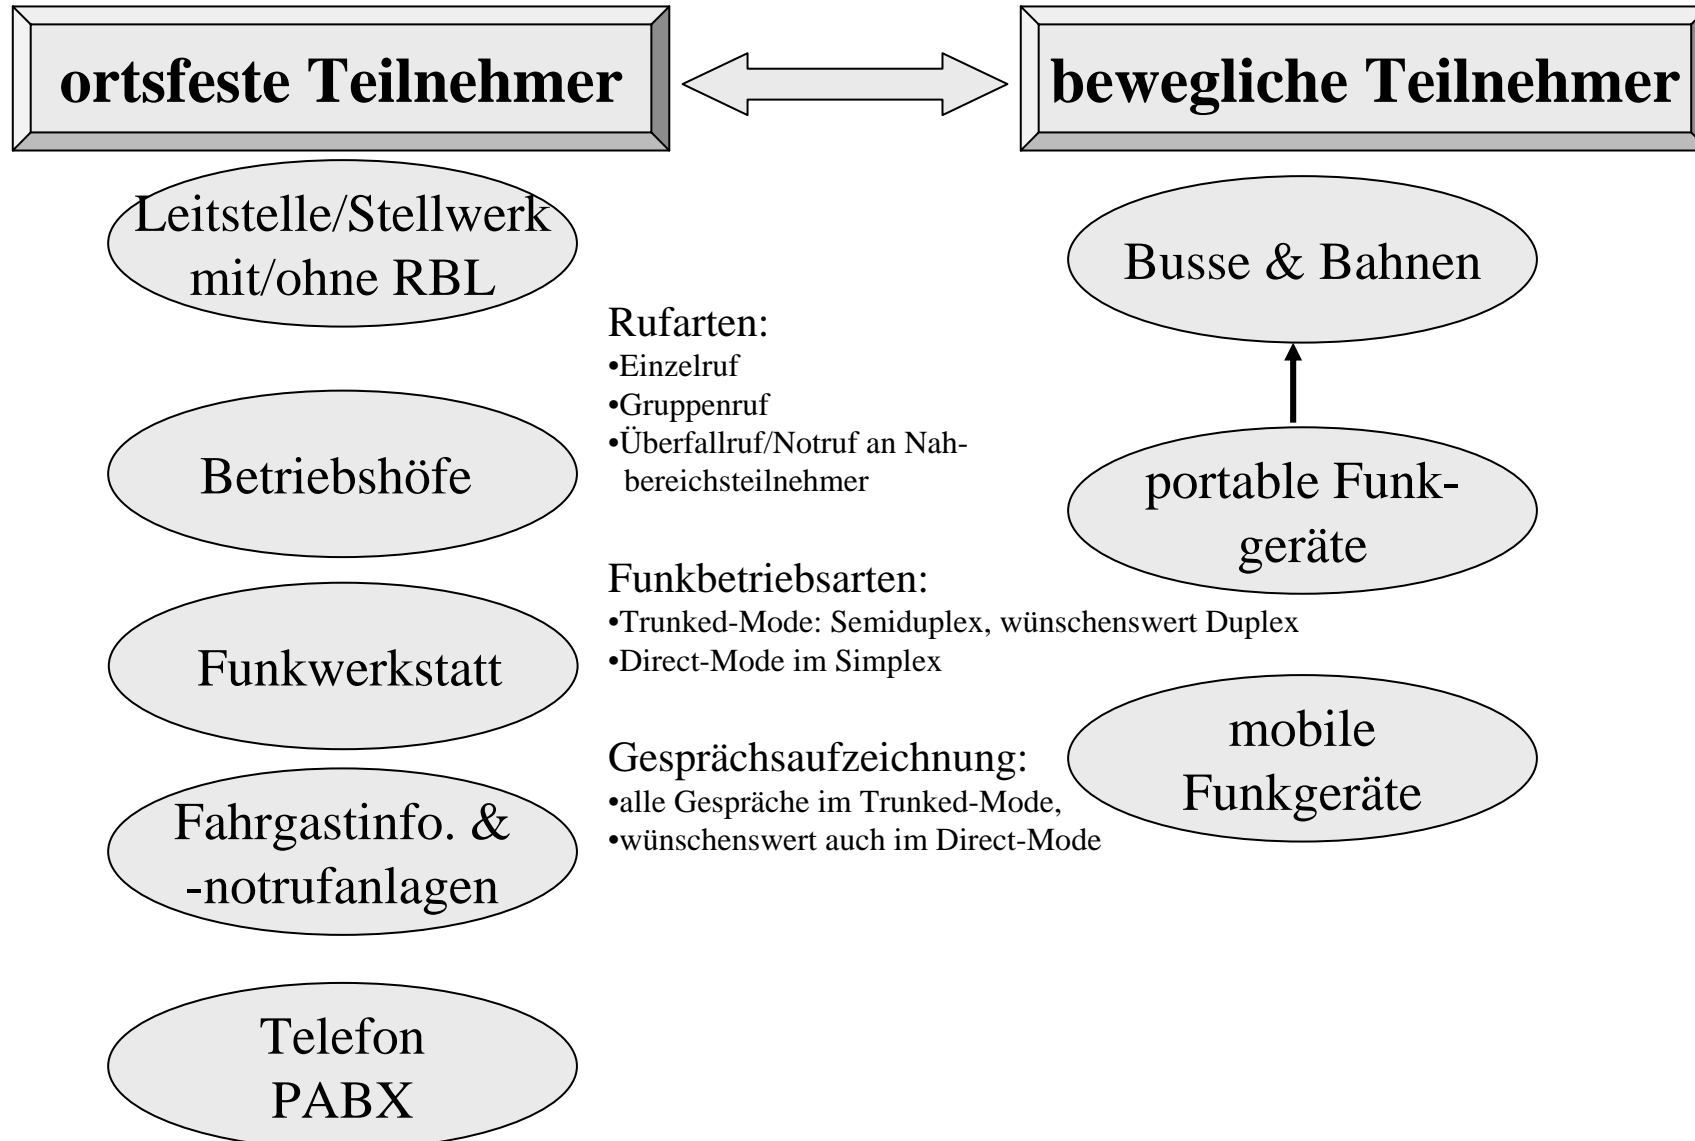 ortsfeste Teilnehmer
bewegliche Teilnehmer
Leitstelle/Stellwerk
mit/ohne RBL
Betriebshöfe
Funkwerkstatt
Fahrgastinfo. &
-notrufanlagen
Telefon
PABX
Rufarten:
•Einzelruf
•Gruppenruf
•Überfallruf/Notruf an Nah-
bereichsteilnehmer
Funkbetriebsarten:
•Trunked-Mode: Semiduplex, wünschenswert Duplex
•Direct-Mode im Simplex
Gesprächsaufzeichnung:
•alle Gespräche im Trunked-Mode,
•wünschenswert auch im Direct-Mode
Busse & Bahnen
portable Funk-
geräte
mobile
Funkgeräte